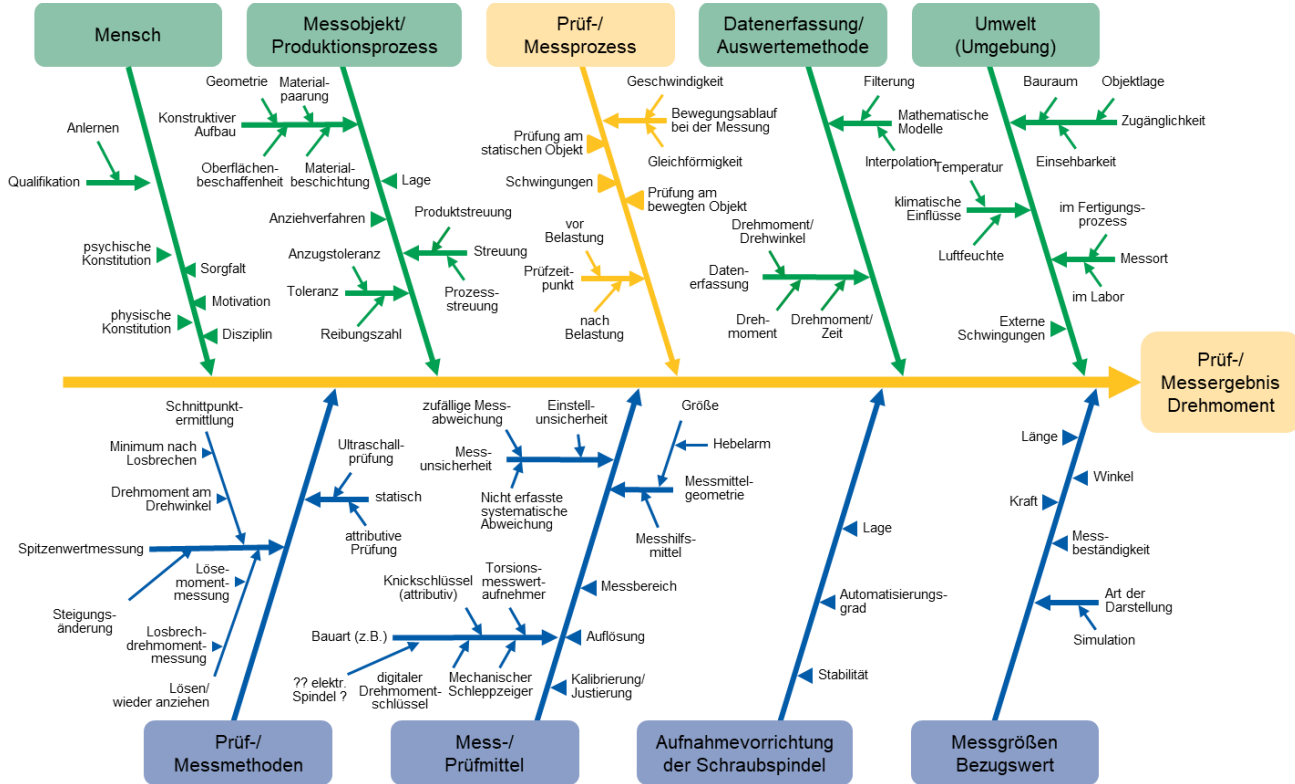 Mensch
Messobjekt/
Produktionsprozess
Prüf-/
Messprozess
Datenerfassung/
Auswertemethode
Umwelt
(Umgebung)
Anlernen
Qualifikation
psychische
Konstitution
Sorgfalt
Motivation
physische
Konstitution
Disziplin
Geometrie
Material-
paarung
Konstruktiver
Aufbau
Oberflächen-
beschaffenheit
Material-
beschichtung
Lage
Anziehverfahren
Produktstreuung
Streuung
Prozess-
streuung
Anzugstoleranz
Toleranz
Reibungszahl
Geschwindigkeit
Bewegungsablauf
bei der Messung
Gleichförmigkeit
Prüfung am
statischen Objekt
Schwingungen
Prüfung am
bewegten Objekt
vor
Belastung
Prüfzeit-
punkt
nach
Belastung
Filterung
Mathematische
Modelle
Interpolation
Drehmoment/
Drehwinkel
Daten-
erfassung
Dreh-
moment
Drehmoment/
Zeit
Bauraum
Objektlage
Zugänglichkeit
Einsehbarkeit
Temperatur
klimatische
Einflüsse
Luftfeuchte
im Fertigungs-
prozess
Messort
im Labor
Externe
Schwingungen
Prüf-/
Messergebnis
Drehmoment
Schnittpunkt-
ermittlung
Minimum nach
Losbrechen
Drehmoment am
Drehwinkel
Spitzenwertmessung
Steigungs-
änderung
Löse-
moment-
messung
Losbrech-
drehmoment-
messung
Lösen/
wieder anziehen
Ultraschall-
prüfung
statisch
attributive
Prüfung
zufällige Mess-
abweichung
Einstell-
unsicherheit
Mess-
unsicherheit
Nicht erfasste
systematische
Abweichung
Größe
Hebelarm
Messmittel-
geometrie
Messhilfs-
mittel
Messbereich
Knickschlüssel
(attributiv)
Torsions-
messwert-
aufnehmer
Bauart (z.B.)
Auflösung
?? elektr.
Spindel ?
digitaler
Drehmoment-
schlüssel
Mechanischer
Schleppzeiger
Kalibrierung/
Justierung
Lage
Automatisierungs-
grad
Stabilität
Länge
Winkel
Kraft
Mess-
beständigkeit
Art der
Darstellung
Simulation
Prüf-/
Messmethoden
Mess-/
Prüfmittel
Aufnahmevorrichtung
der Schraubspindel
Messgrößen
Bezugswert